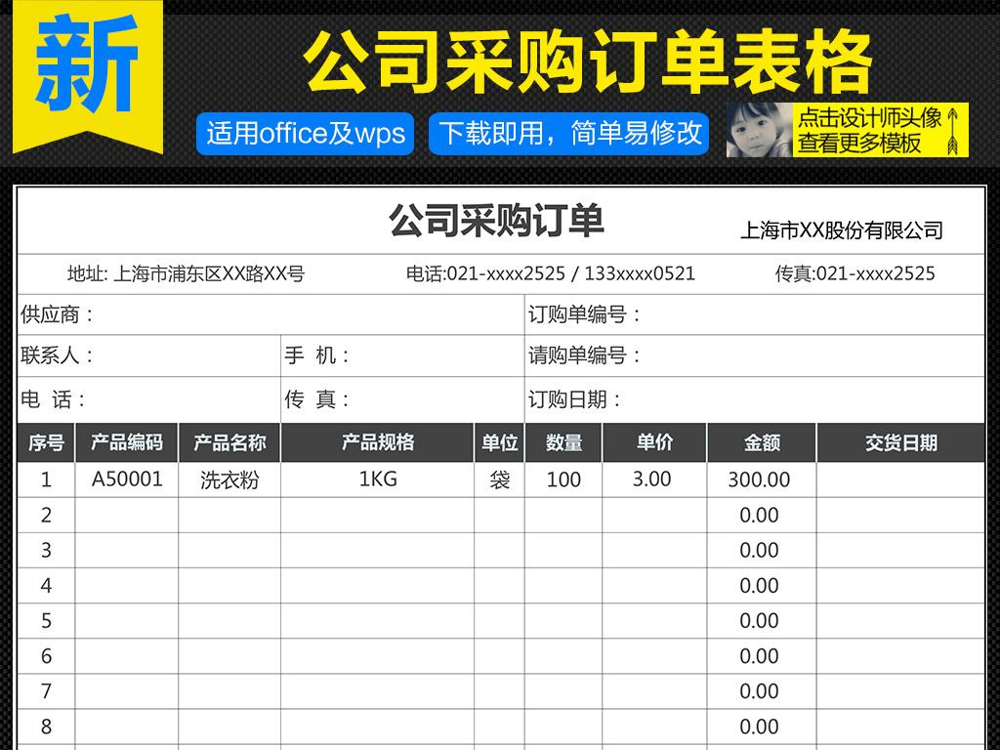 新
公司采购订单表格
适用office及wps
下载即用，简单易修改
点击设计师头像
查看更多模板
公司采购订单
上海市XX股份有限公司
地址: 上海市浦东区XX路XX号 电话:021-xxxx2525 / 133xxxx0521 传真:021-xxxx2525
供应商： 订购单编号：
联系人： 手 机： 请购单编号：
电 话： 传 真： 订购日期：
序号 产品编码 产品名称 产品规格 单位 数量 单价 金额 交货日期
1 A50001 洗衣粉 1KG 袋 100 3.00 300.00
2 0.00
3 0.00
4 0.00
5 0.00
6 0.00
7 0.00
8 0.00